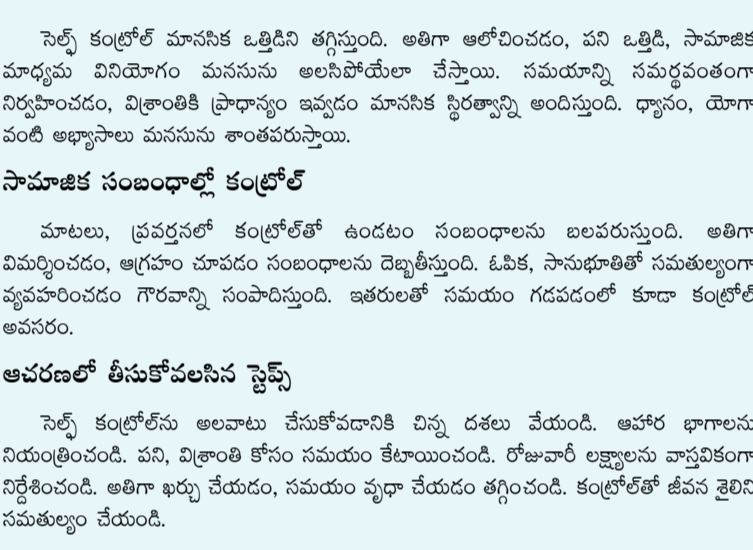 సెల్ఫ్ కంట్రోల్ మానసిక ఒత్తిడిని తగ్గిస్తుంది. అతిగా ఆలోచించడం, పని ఒత్తిడి, సామాజిక
మాధ్యమ వినియోగం మనసును అలసిపోయేలా చేస్తాయి. సమయాన్ని సమర్థవంతంగా
నిర్వహించడం, విశ్రాంతికి ప్రాధాన్యం ఇవ్వడం మానసిక స్థిరత్వాన్ని అందిస్తుంది. ధ్యానం, యోగా
వంటి అభ్యాసాలు మనసును శాంతపరుస్తాయి.
సామాజిక సంబంధాల్లో కంట్రోల్
మాటలు, ప్రవర్తనలో కంట్రోల్‌తో ఉండటం సంబంధాలను బలపరుస్తుంది. అతిగా
విమర్శించడం, ఆగ్రహం చూపడం సంబంధాలను దెబ్బతీస్తుంది. ఓపిక, సానుభూతితో సమతుల్యంగా
వ్యవహరించడం గౌరవాన్ని సంపాదిస్తుంది. ఇతరులతో సమయం గడపడంలో కూడా కంట్రోల్
అవసరం.
ఆచరణలో తీసుకోవలసిన స్టెప్స్
సెల్ఫ్ కంట్రోల్‌ను అలవాటు చేసుకోవడానికి చిన్న దశలు వేయండి. ఆహార భాగాలను
నియంత్రించండి. పని, విశ్రాంతి కోసం సమయం కేటాయించండి. రోజువారీ లక్ష్యాలను వాస్తవికంగా
నిర్దేశించండి. అతిగా ఖర్చు చేయడం, సమయం వృధా చేయడం తగ్గించండి. కంట్రోల్‌తో జీవన శైలిని
సమతుల్యం చేయండి.